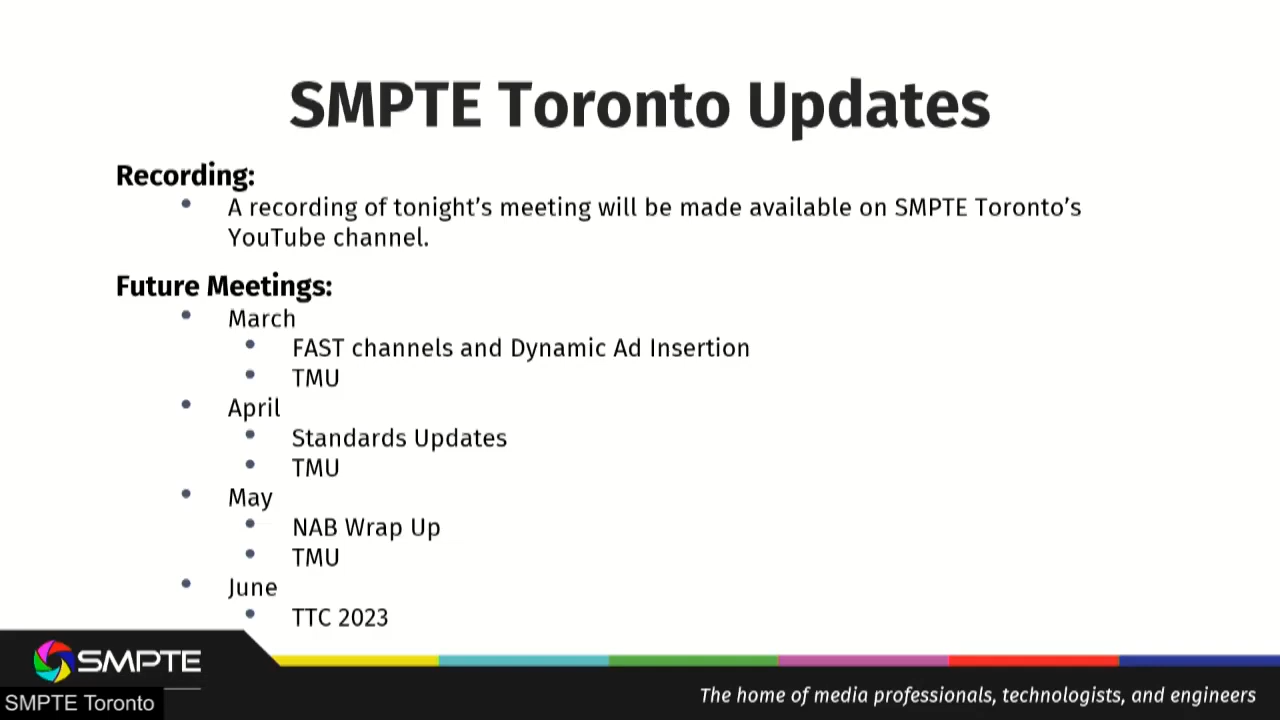 SMPTE Toronto Updates
Recording:
• A recording of tonight’s meeting will be made available on SMPTE Toronto’s
YouTube channel.
Future Meetings:
• March
• FAST channels and Dynamic Ad Insertion
• TMU
• April
• Standards Updates
• TMU
• May
• NAB Wrap Up
• TMU
• June
• TTC 2023
SMPTE
SMPTE Toronto
The home of media professionals, technologists, and engineers